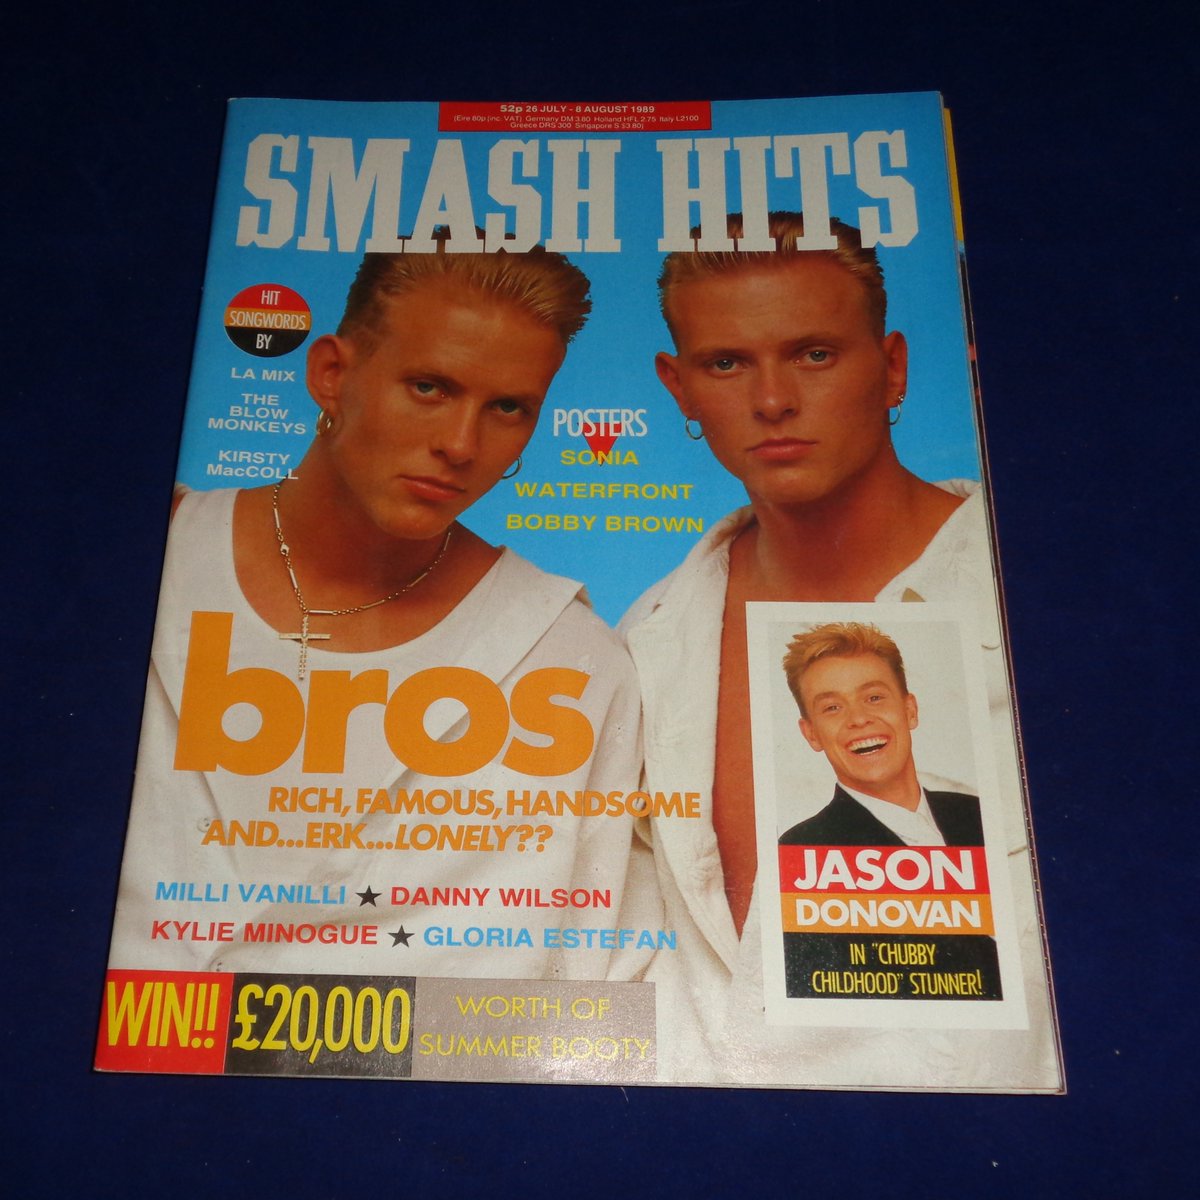 52p 26 JULY - 8 AUGUST 1989
(Eire 80p (inc. VAT) Germany DM 3.80 Holland HFL 2.75 Italy L2100
Greece DRS 300 Singapore S $3.80)
SMASH HITS
HIT
SONGWORDS
BY
LA MIX
THE
BLOW
MONKEYS
KIRSTY
MacCOLL
POSTERS
SONIA
WATERFRONT
BOBBY BROWN
bros
RICH, FAMOUS, HANDSOME
AND...ERK...LONELY??
MILLI VANILLI ★ DANNY WILSON
KYLIE MINOGUE ★ GLORIA ESTEFAN
JASON
DONOVAN
IN "CHUBBY
CHILDHOOD" STUNNER!
WIN!! £20,000
WORTH OF
SUMMER BOOTY